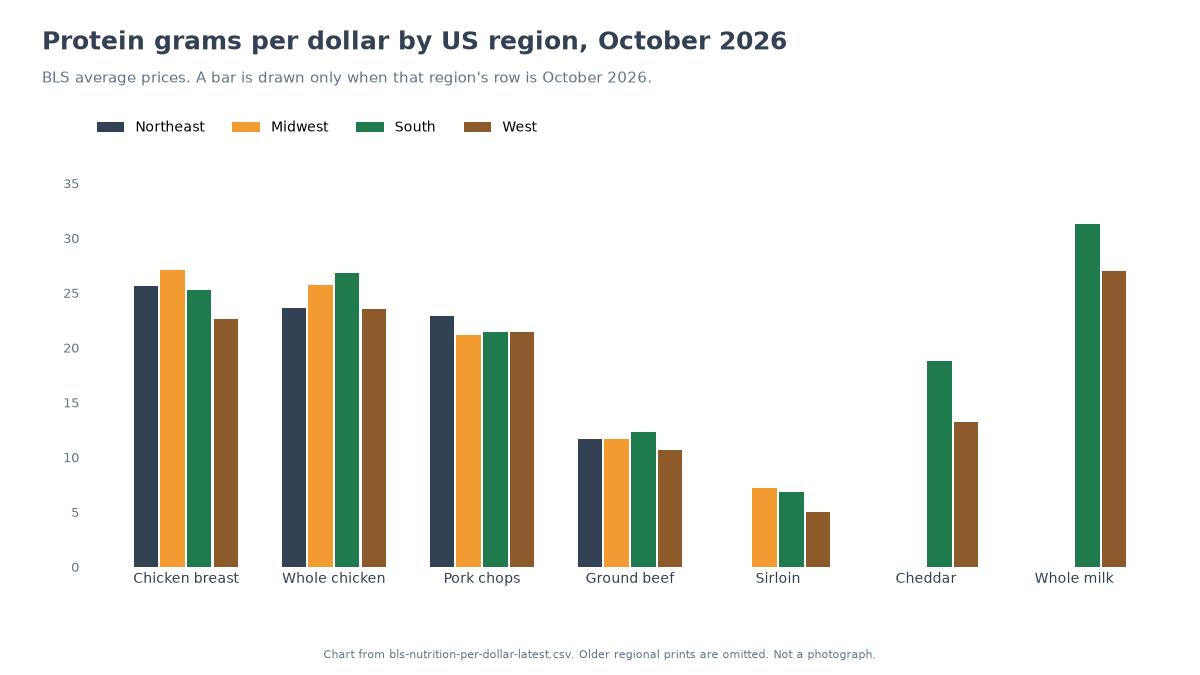 Protein grams per dollar by US region, October 2026
BLS average prices. A bar is drawn only when that region's row is October 2026.
Northeast Midwest South West
35
30
25
20
15
10
5
0
Chicken breast Whole chicken Pork chops Ground beef Sirloin Cheddar Whole milk
Chart from bls-nutrition-per-dollar-latest.csv. Older regional prints are omitted. Not a photograph.